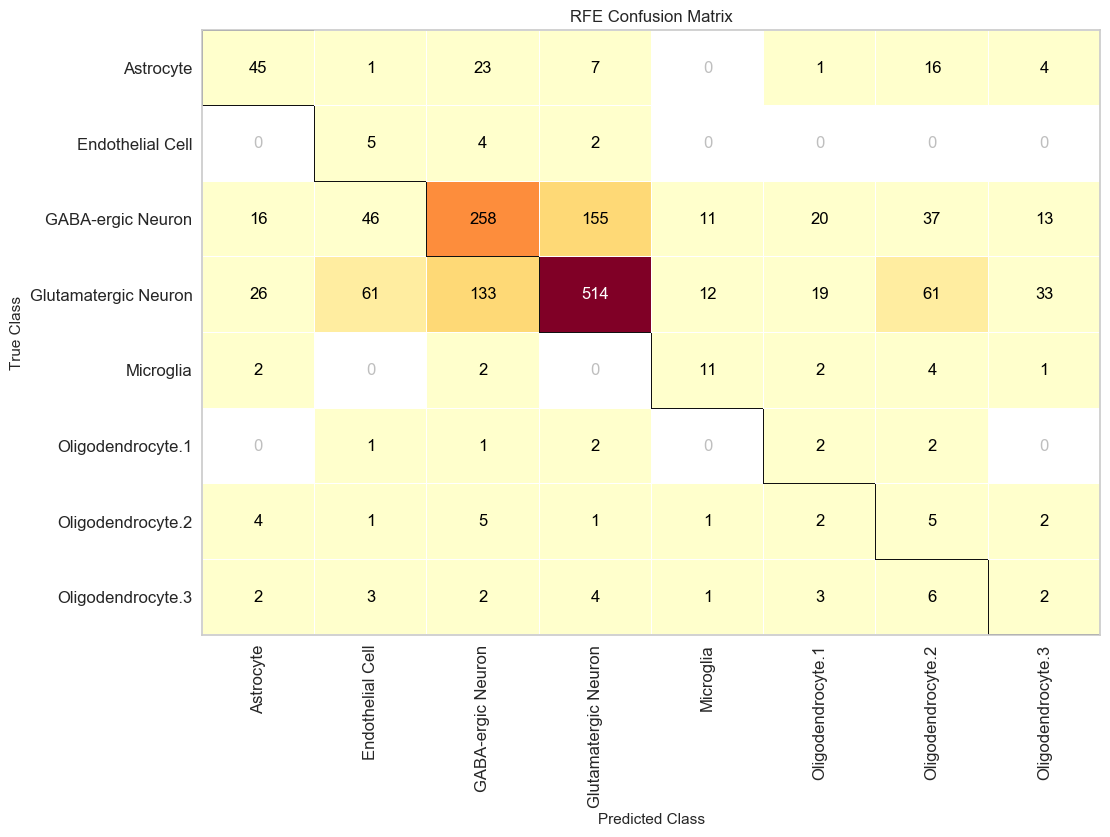 RFE Confusion Matrix
True Class
Astrocyte 45 1 23 7 0 1 16 4
Endothelial Cell 0 5 4 2 0 0 0 0
GABA-ergic Neuron 16 46 258 155 11 20 37 13
Glutamatergic Neuron 26 61 133 514 12 19 61 33
Microglia 2 0 2 0 11 2 4 1
Oligodendrocyte.1 0 1 1 2 0 2 2 0
Oligodendrocyte.2 4 1 5 1 1 2 5 2
Oligodendrocyte.3 2 3 2 4 1 3 6 2
Astrocyte
Endothelial Cell
GABA-ergic Neuron
Glutamatergic Neuron
Microglia
Oligodendrocyte.1
Oligodendrocyte.2
Oligodendrocyte.3
Predicted Class